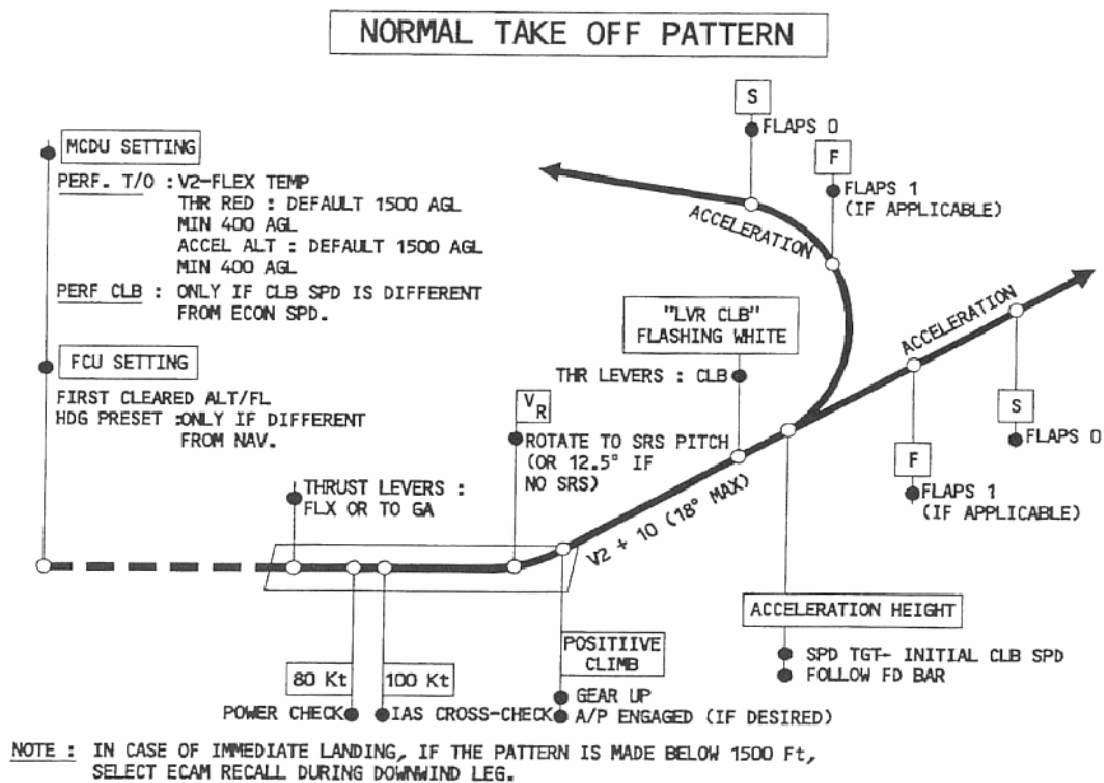 NORMAL TAKE OFF PATTERN
MCDU SETTING
PERF. T/O : V2-FLEX TEMP
THR RED : DEFAULT 1500 AGL
MIN 400 AGL
ACCEL ALT : DEFAULT 1500 AGL
MIN 400 AGL
PERF CLB : ONLY IF CLB SPD IS DIFFERENT
FROM ECON SPD.
FCU SETTING
FIRST CLEARED ALT/FL
HDG PRESET :ONLY IF DIFFERENT
FROM NAV.
THRUST LEVERS :
FLX OR TO GA
VR
ROTATE TO SRS PITCH
(OR 12.5° IF
NO SRS)
"LVR CLB"
FLASHING WHITE
THR LEVERS : CLB
S
FLAPS 0
F
FLAPS 1
(IF APPLICABLE)
ACCELERATION
ACCELERATION
S
FLAPS 0
F
FLAPS 1
(IF APPLICABLE)
V2 + 10 (18° MAX)
80 Kt
POWER CHECK
100 Kt
IAS CROSS-CHECK
POSITIIVE
CLIMB
GEAR UP
A/P ENGAGED (IF DESIRED)
ACCELERATION HEIGHT
SPD TGT- INITIAL CLB SPD
FOLLOW FD BAR
NOTE : IN CASE OF IMMEDIATE LANDING, IF THE PATTERN IS MADE BELOW 1500 Ft,
SELECT ECAM RECALL DURING DOWNWIND LEG.